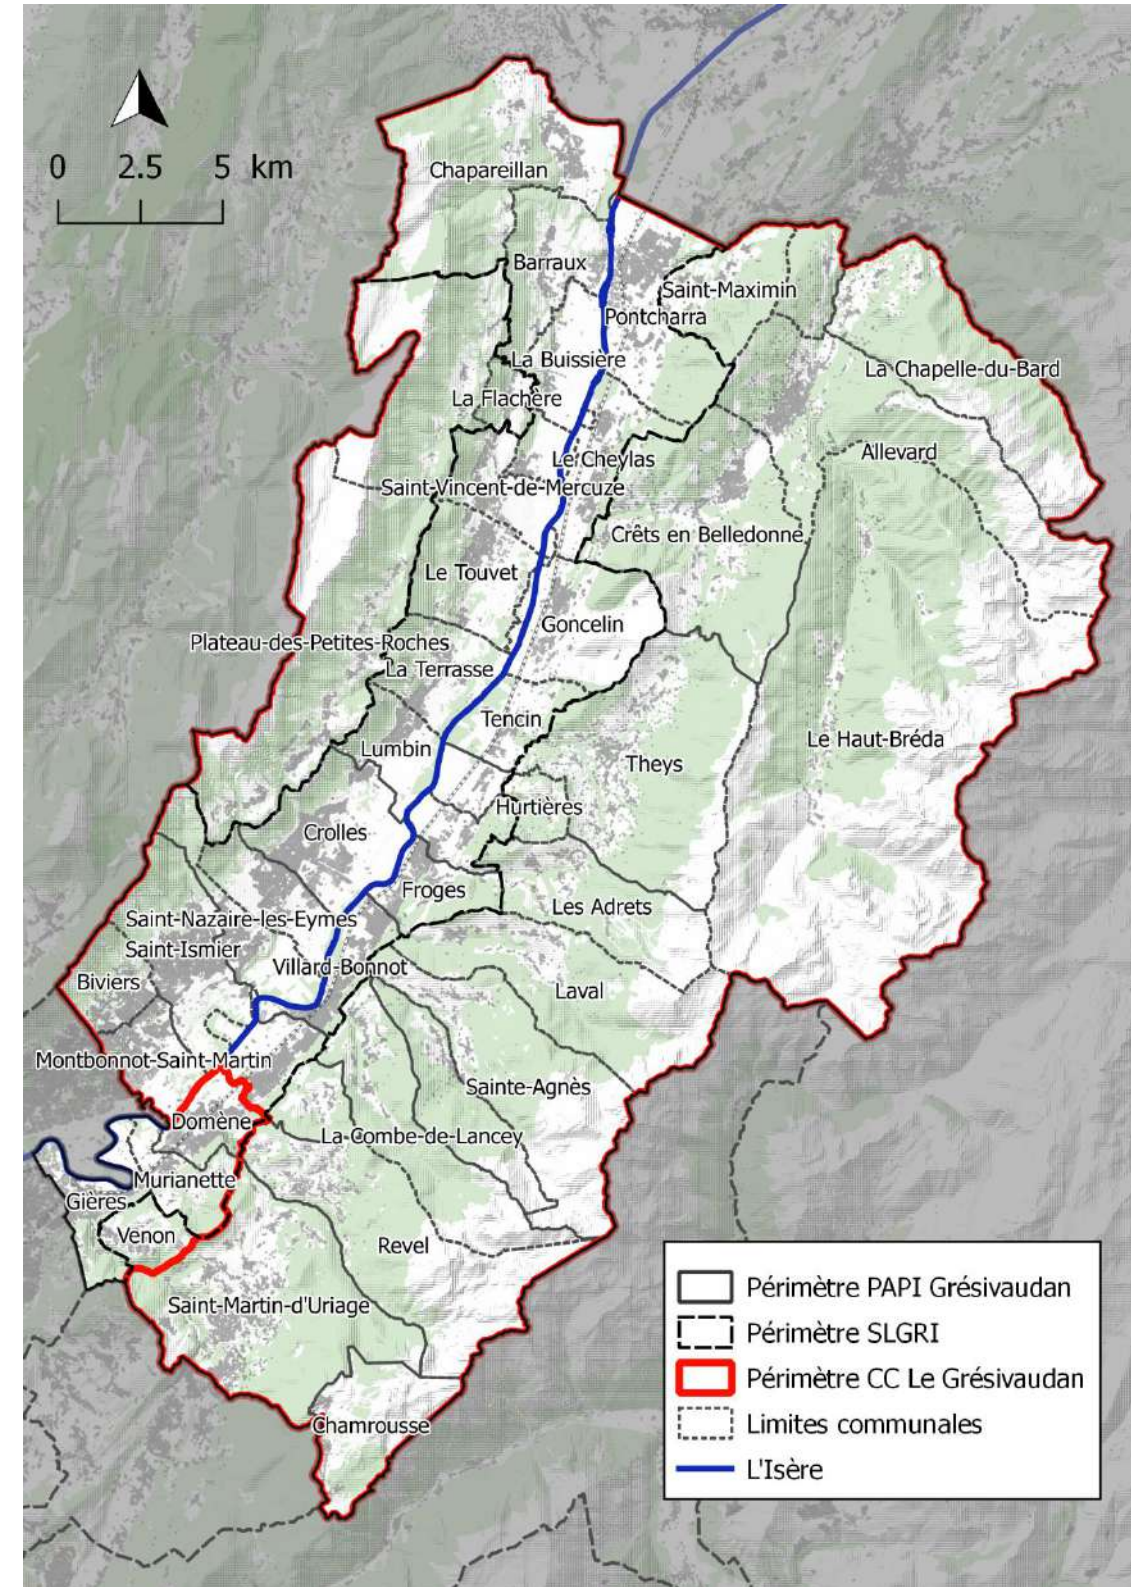 0 2.5 5 km
Chapareillan
Barraux
Saint-Maximin
Pontcharra
La Buissière
La Chapelle-du-Bard
La Flachère
Allevard
Le Cheylas
Saint-Vincent-de-Mercuze
Crêts en Belledonne
Le Touvet
Goncelin
Plateau-des-Petites-Roches
La Terrasse
Tencin
Lumbin
Le Haut-Bréda
Theys
Hurtières
Crolles
Froges
Les Adrets
Saint-Nazaire-les-Eymes
Saint-Ismier
Villard-Bonnot
Biviers
Laval
Montbonnot-Saint-Martin
Sainte-Agnès
Domène
La Combe-de-Lancey
Murianette
Gières
Venon
Revel
Saint-Martin-d'Uriage
Chamrousse
Périmètre PAPI Grésivaudan
Périmètre SLGRI
Périmètre CC Le Grésivaudan
Limites communales
L'Isère